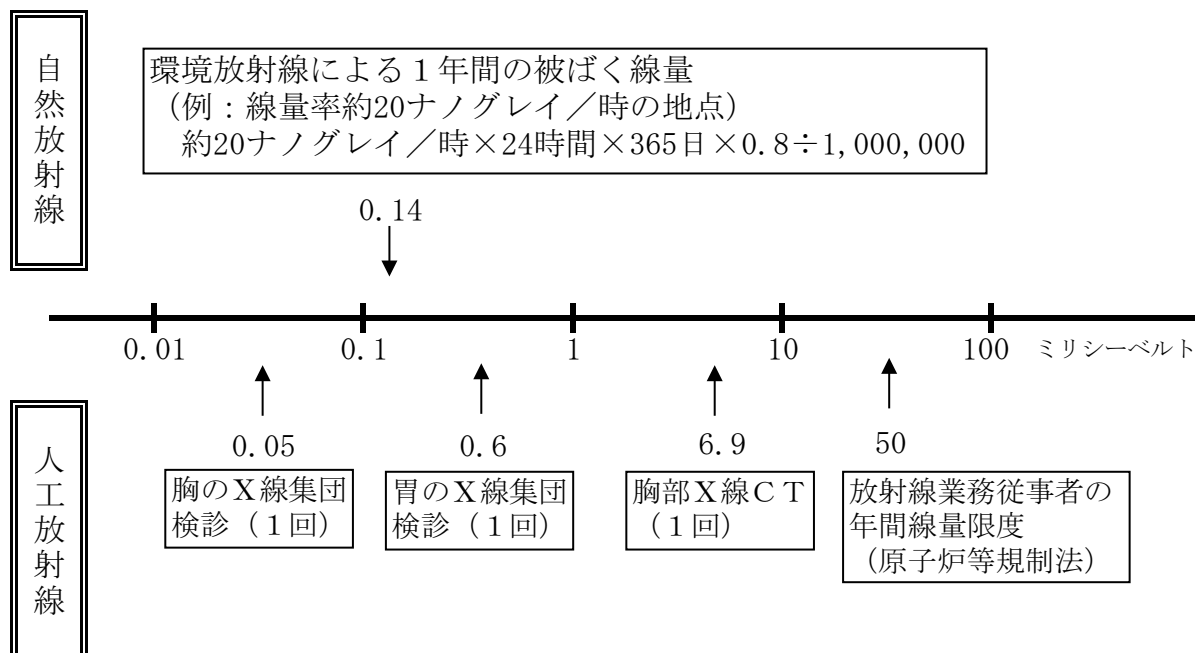 自然放射線
環境放射線による１年間の被ばく線量
（例：線量率約20ナノグレイ／時の地点）
約20ナノグレイ／時×24時間×365日×0.8÷1,000,000
0.14
0.01
0.1
1
10
100
ミリシーベルト
人工放射線
0.05
0.6
6.9
50
胸のＸ線集団
検診（１回）
胃のＸ線集団
検診（１回）
胸部Ｘ線ＣＴ
（１回）
放射線業務従事者の
年間線量限度
（原子炉等規制法）